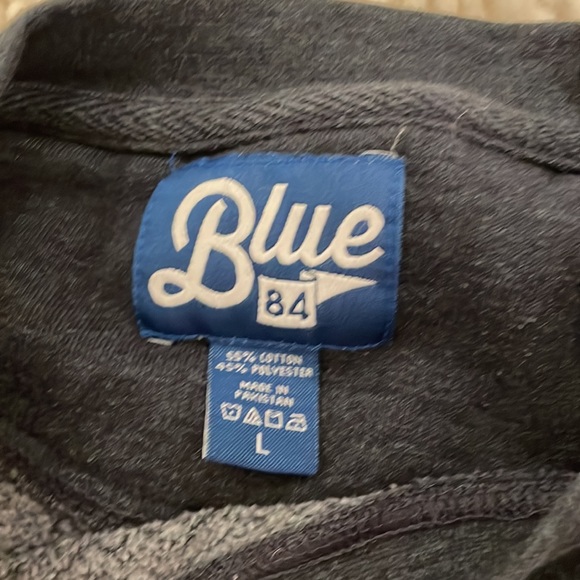 Blue
84
55% COTTON
45% POLYESTER
MADE IN
PAKISTAN
L